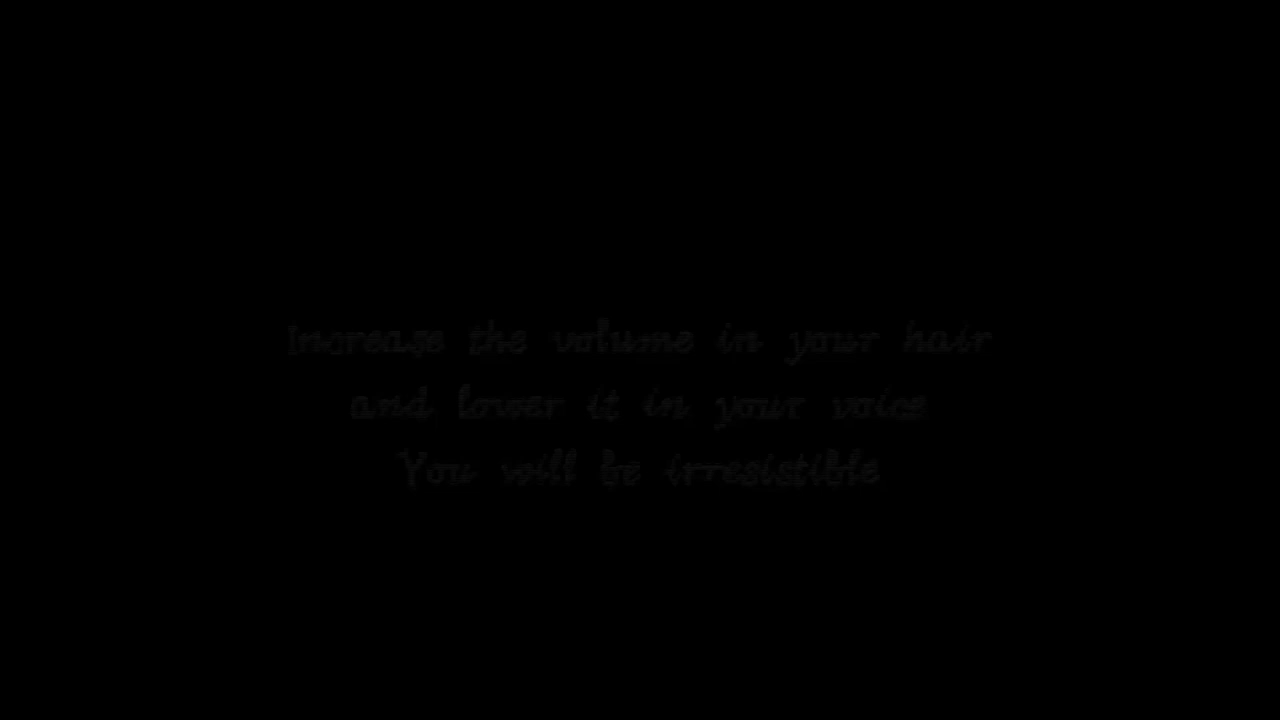 Increase the volume in your hair
and lower it in your voice
You will be irresistible